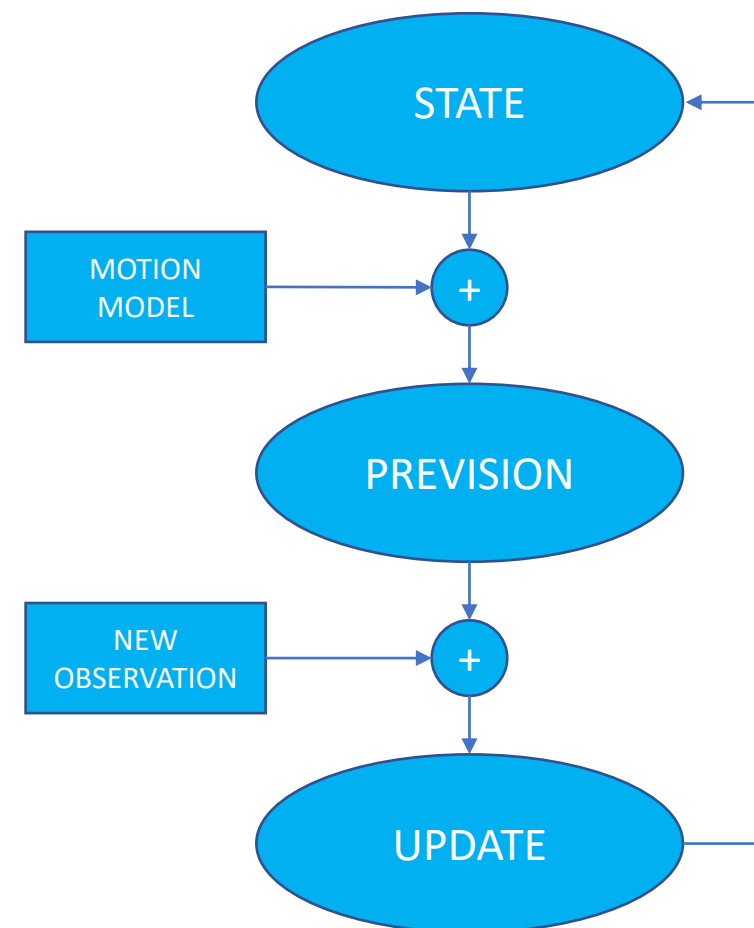 STATE
MOTION
MODEL
+
PREVISION
NEW
OBSERVATION
+
UPDATE